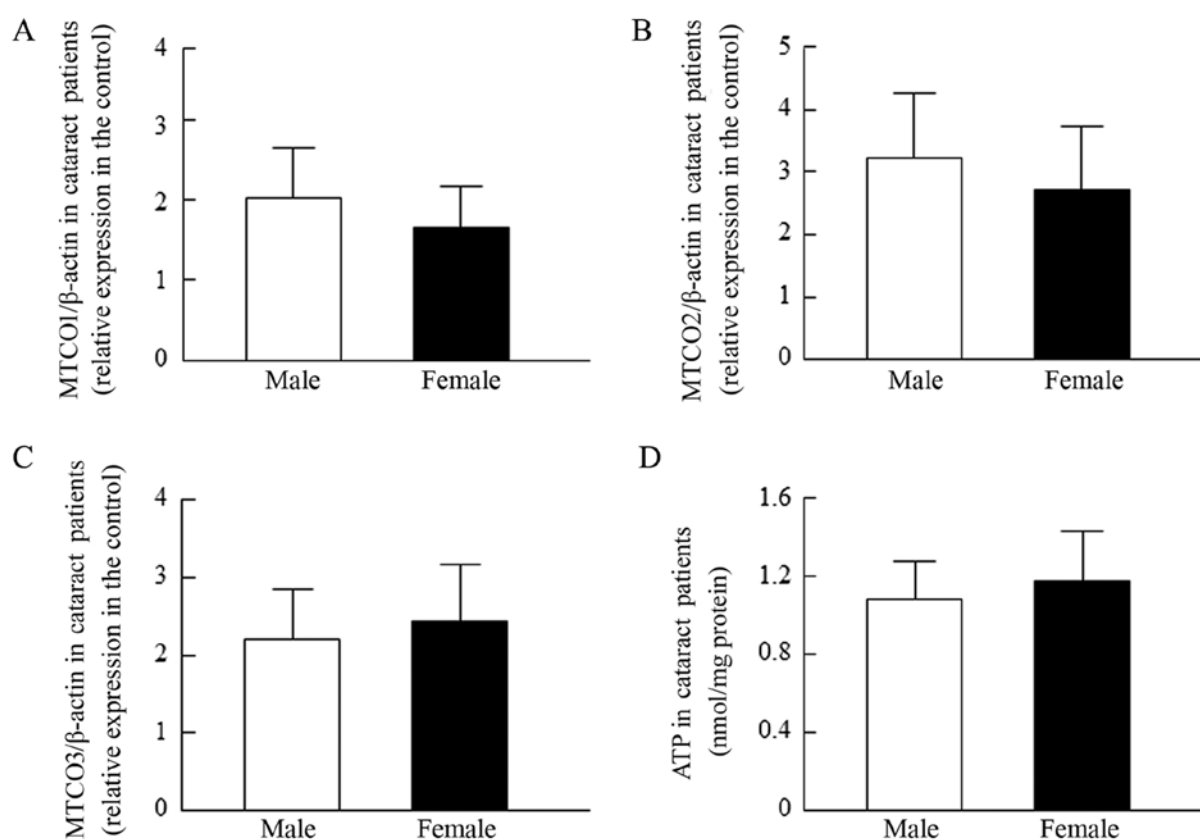 A
MTCO1/β-actin in cataract patients
(relative expression in the control)
4
3
2
1
0
Male
Female
B
MTCO2/β-actin in cataract patients
(relative expression in the control)
5
4
3
2
1
0
Male
Female
C
MTCO3/β-actin in cataract patients
(relative expression in the control)
4
3
2
1
0
Male
Female
D
ATP in cataract patients
(nmol/mg protein)
1.6
1.2
0.8
0.4
0
Male
Female